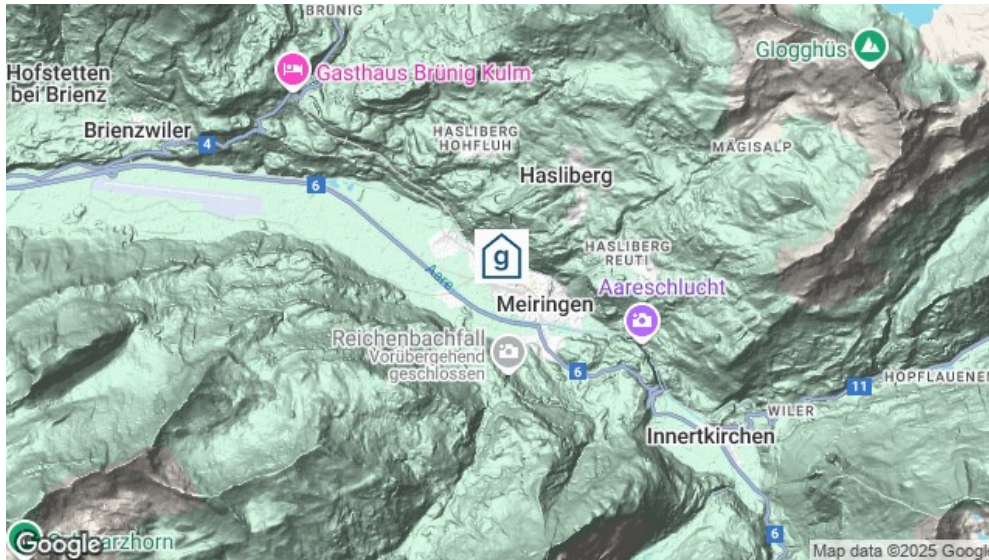 BRÜNIG
Glogghüs
Hofstetten
bei Brienz
Gasthaus Brünig Kulm
Brienzwiler
4
HASLIBERG
HOHFLUH
MÄGISALP
Hasliberg
6
HASLIBERG
REUTI
g
Aare
Aareschlucht
Meiringen
Reichenbachfall
Vorübergehend
geschlossen
6
11
HOPFLAUENEN
WILER
Innertkirchen
6
Google
arzhorn
Map data ©2025 Google